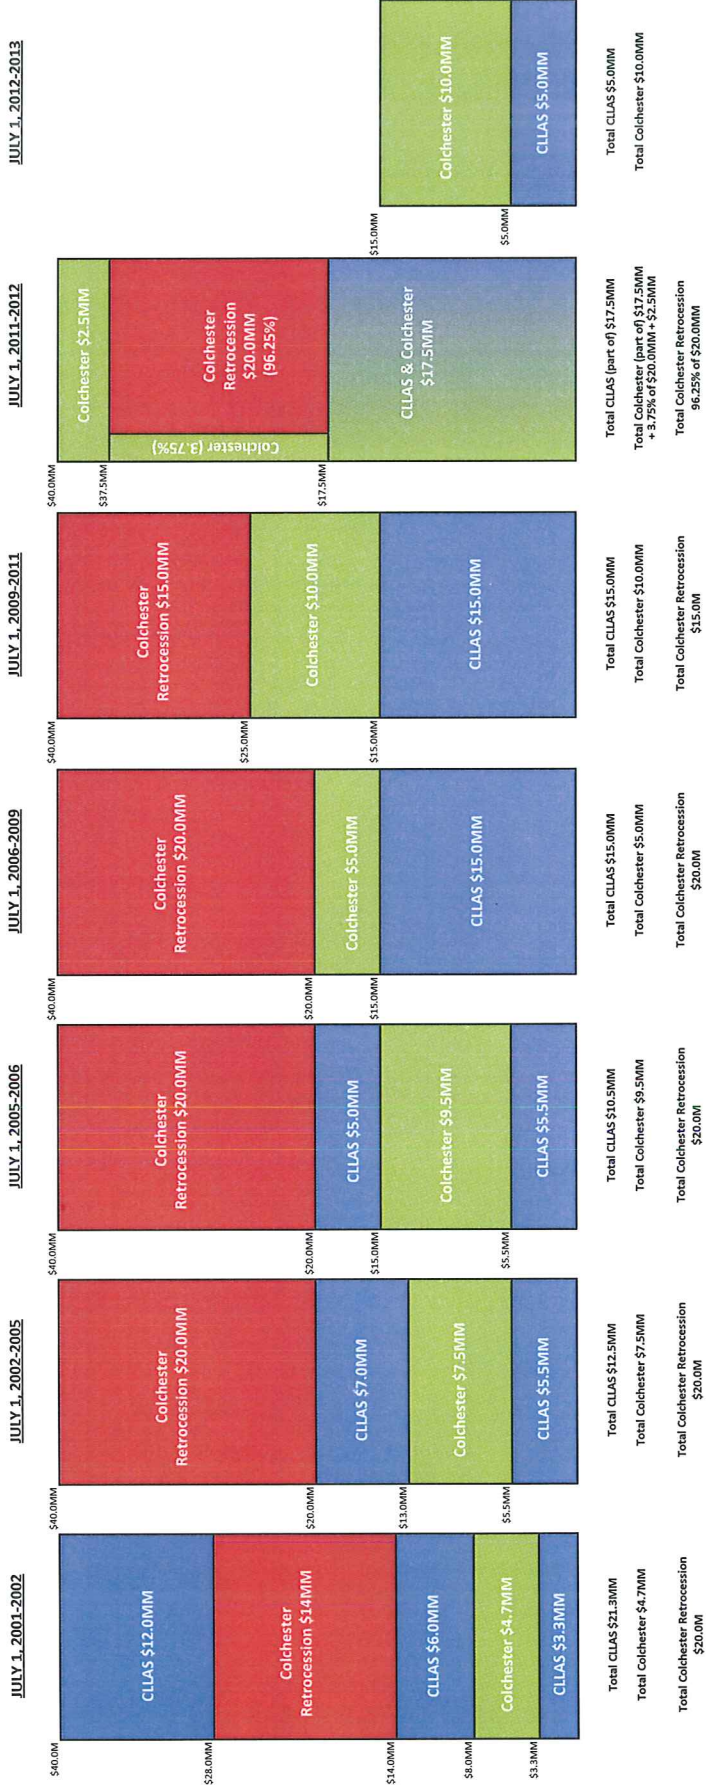 JULY 1, 2001-2002
$40.0M
CLLAS $12.0MM
$28.0MM
Colchester
Retrocession $14MM
$14.0MM
CLLAS $6.0MM
$8.0MM
Colchester $4.7MM
$3.3MM
CLLAS $3.3MM
Total CLLAS $21.3MM
Total Colchester $4.7MM
Total Colchester Retrocession
$20.0M
JULY 1, 2002-2005
$40.0MM
Colchester
Retrocession $20.0MM
$20.0MM
CLLAS $7.0MM
$13.0MM
Colchester $7.5MM
$5.5MM
CLLAS $5.5MM
Total CLLAS $12.5MM
Total Colchester $7.5MM
Total Colchester Retrocession
$20.0M
JULY 1, 2005-2006
$40.0MM
Colchester
Retrocession $20.0MM
$20.0MM
CLLAS $5.0MM
$15.0MM
Colchester $9.5MM
$5.5MM
CLLAS $5.5MM
Total CLLAS $10.5MM
Total Colchester $9.5MM
Total Colchester Retrocession
$20.0M
JULY 1, 2006-2009
$40.0MM
Colchester
Retrocession $20.0MM
$20.0MM
Colchester $5.0MM
$15.0MM
CLLAS $15.0MM
Total CLLAS $15.0MM
Total Colchester $5.0MM
Total Colchester Retrocession
$20.0M
JULY 1, 2009-2011
$40.0MM
Colchester
Retrocession $15.0MM
$25.0MM
Colchester $10.0MM
$15.0MM
CLLAS $15.0MM
Total CLLAS $15.0MM
Total Colchester $10.0MM
Total Colchester Retrocession
$15.0M
JULY 1, 2011-2012
$40.0MM
Colchester $2.5MM
$37.5MM
Colchester (3.75%)
Colchester
Retrocession
$20.0MM
(96.25%)
$17.5MM
CLLAS & Colchester
$17.5MM
Total CLLAS (part of) $17.5MM
Total Colchester (part of) $17.5MM
+ 3.75% of $20.0MM + $2.5MM
Total Colchester Retrocession
96.25% of $20.0MM
JULY 1, 2012-2013
$15.0MM
Colchester $10.0MM
$5.0MM
CLLAS $5.0MM
Total CLLAS $5.0MM
Total Colchester $10.0MM